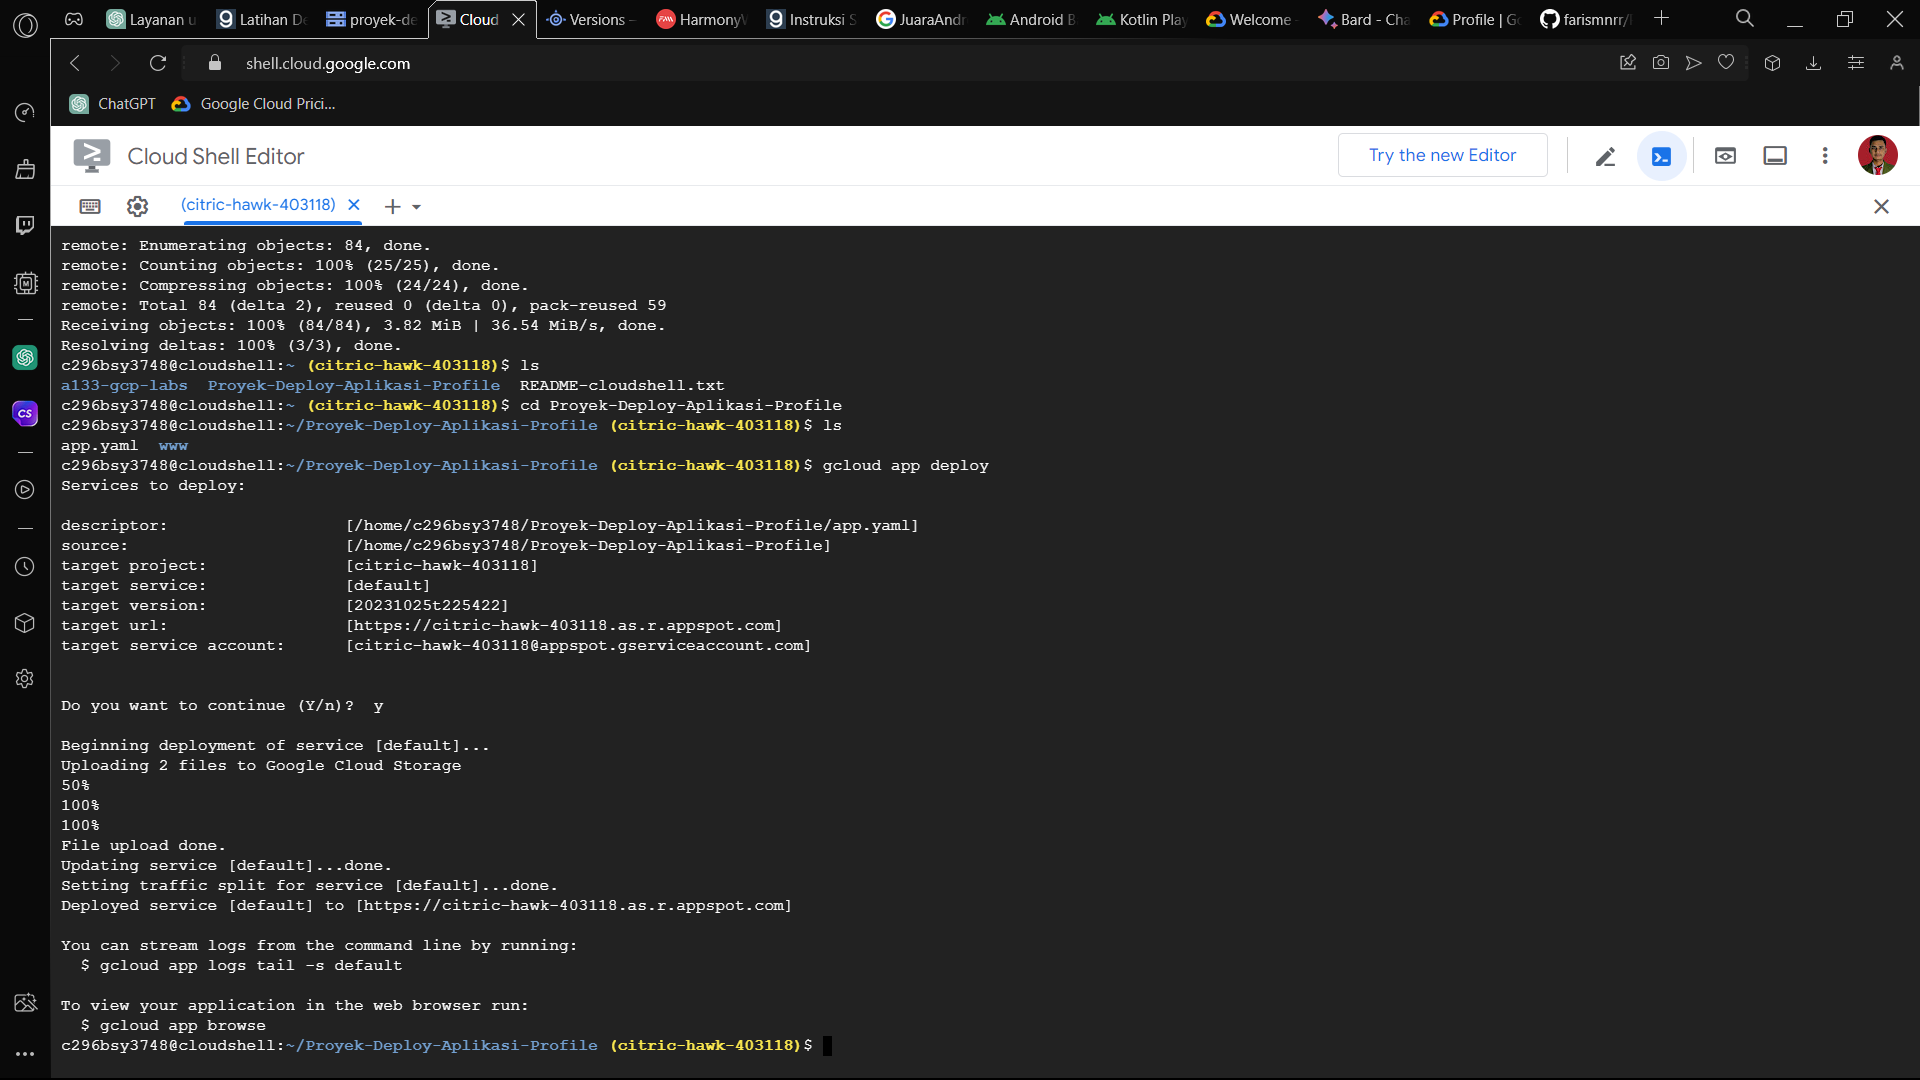 Layanan u
Latihan De
proyek-de
Cloud
Versions –
HarmonyV
Instruksi S
JuaraAndr
Android B
Kotlin Play
Welcome
Bard - Cha
Profile | Go
farismnrr/
shell.cloud.google.com
ChatGPT
Google Cloud Prici...
Cloud Shell Editor
Try the new Editor
(citric-hawk-403118)
remote: Enumerating objects: 84, done.
remote: Counting objects: 100% (25/25), done.
remote: Compressing objects: 100% (24/24), done.
remote: Total 84 (delta 2), reused 0 (delta 0), pack-reused 59
Receiving objects: 100% (84/84), 3.82 MiB | 36.54 MiB/s, done.
Resolving deltas: 100% (3/3), done.
c296bsy3748@cloudshell:~ (citric-hawk-403118)$ ls
a133-gcp-labs  Proyek-Deploy-Aplikasi-Profile  README-cloudshell.txt
c296bsy3748@cloudshell:~ (citric-hawk-403118)$ cd Proyek-Deploy-Aplikasi-Profile
c296bsy3748@cloudshell:~/Proyek-Deploy-Aplikasi-Profile (citric-hawk-403118)$ ls
app.yaml  www
c296bsy3748@cloudshell:~/Proyek-Deploy-Aplikasi-Profile (citric-hawk-403118)$ gcloud app deploy
Services to deploy:
descriptor: [/home/c296bsy3748/Proyek-Deploy-Aplikasi-Profile/app.yaml]
source: [/home/c296bsy3748/Proyek-Deploy-Aplikasi-Profile]
target project: [citric-hawk-403118]
target service: [default]
target version: [20231025t225422]
target url: [https://citric-hawk-403118.as.r.appspot.com]
target service account: [citric-hawk-403118@appspot.gserviceaccount.com]
Do you want to continue (Y/n)?  y
Beginning deployment of service [default]...
Uploading 2 files to Google Cloud Storage
50%
100%
100%
File upload done.
Updating service [default]...done.
Setting traffic split for service [default]...done.
Deployed service [default] to [https://citric-hawk-403118.as.r.appspot.com]
You can stream logs from the command line by running:
$ gcloud app logs tail -s default
To view your application in the web browser run:
$ gcloud app browse
c296bsy3748@cloudshell:~/Proyek-Deploy-Aplikasi-Profile (citric-hawk-403118)$